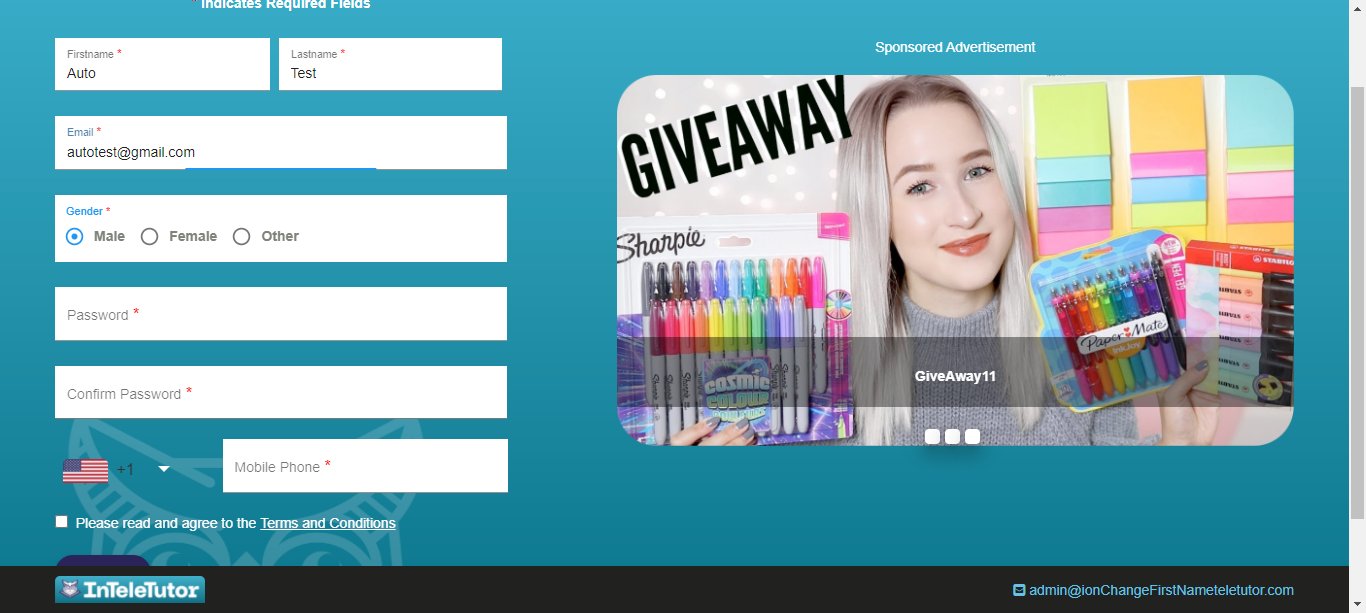 * Indicates Required Fields
Firstname *
Auto
Lastname *
Test
Email *
autotest@gmail.com
Gender *
Male Female Other
Password *
Confirm Password *
+1
Mobile Phone *
Please read and agree to the Terms and Conditions
Sponsored Advertisement
GIVEAWAY
Sharpie
COSMIC
COLOUR
GEL PEN
Paper Mate
InkJoy
GiveAway11
InTeleTutor
admin@ionChangeFirstNameteletutor.com